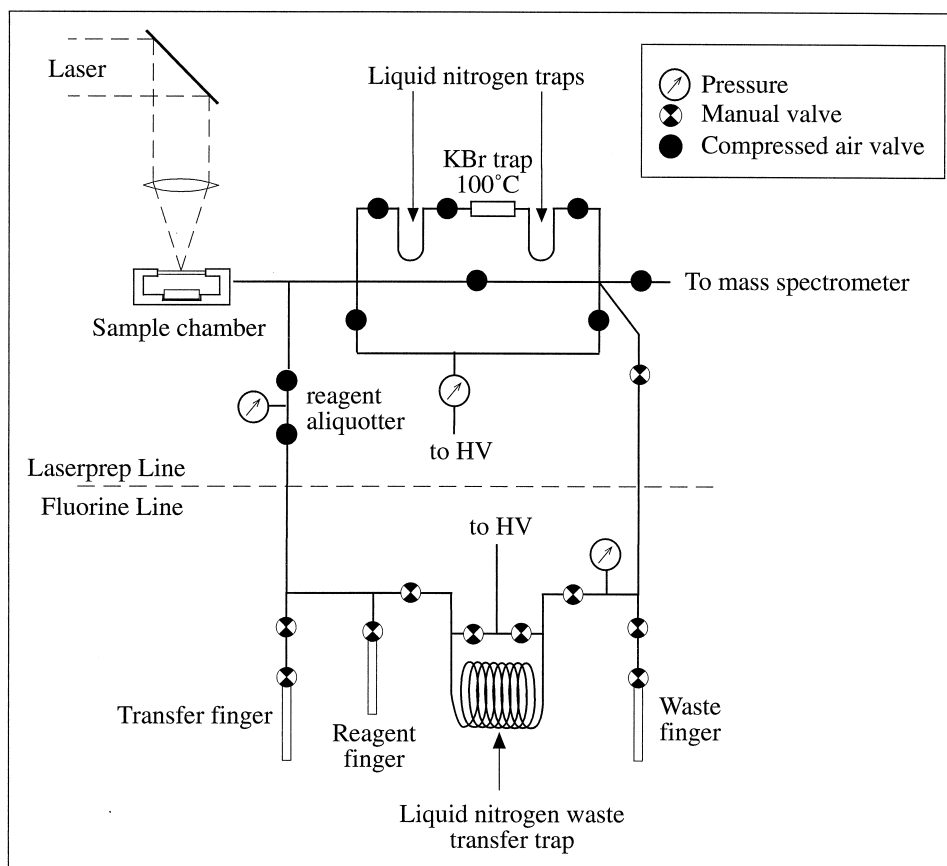 Laser
Liquid nitrogen traps
Pressure
Manual valve
Compressed air valve
KBr trap
100˚C
To mass spectrometer
Sample chamber
reagent
aliquotter
to HV
Laserprep Line
Fluorine Line
to HV
Transfer finger
Reagent
finger
Waste
finger
Liquid nitrogen waste
transfer trap